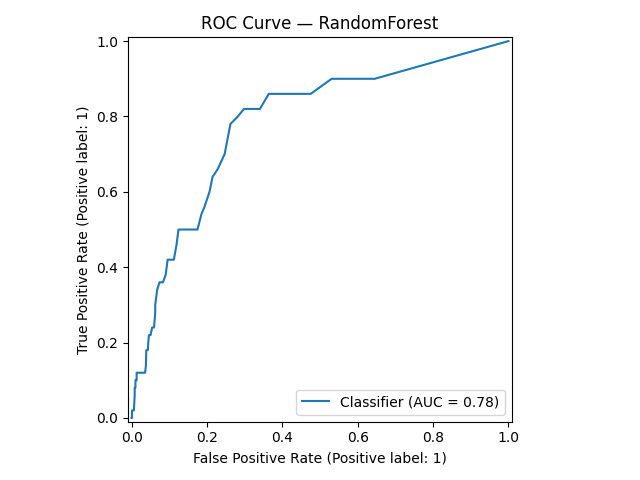 ROC Curve — RandomForest
1.0
0.8
0.6
0.4
0.2
0.0
True Positive Rate (Positive label: 1)
Classifier (AUC = 0.78)
0.0 0.2 0.4 0.6 0.8 1.0
False Positive Rate (Positive label: 1)